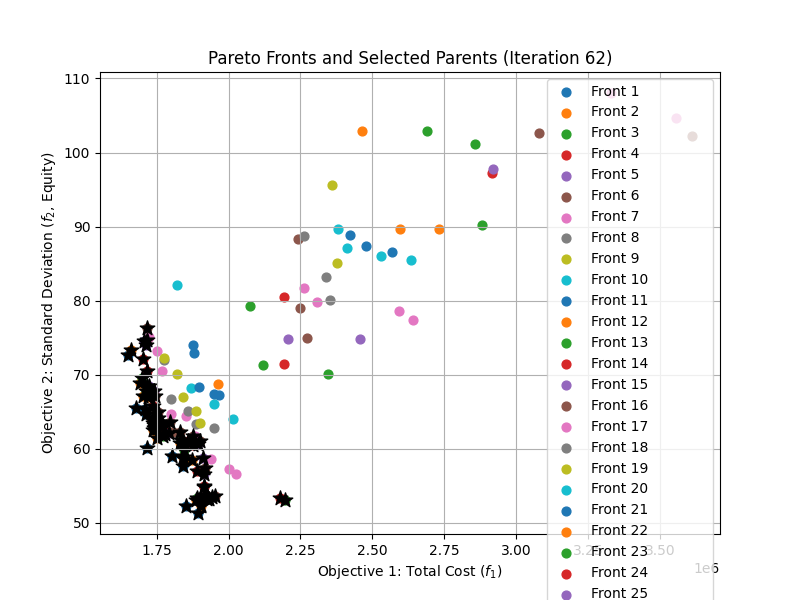 Pareto Fronts and Selected Parents (Iteration 62)
Objective 2: Standard Deviation (f₂, Equity)
110
100
90
80
70
60
50
1.75
2.00
2.25
2.50
2.75
3.00
3.25
3.50
1e6
Objective 1: Total Cost (f₁)
Front 1
Front 2
Front 3
Front 4
Front 5
Front 6
Front 7
Front 8
Front 9
Front 10
Front 11
Front 12
Front 13
Front 14
Front 15
Front 16
Front 17
Front 18
Front 19
Front 20
Front 21
Front 22
Front 23
Front 24
Front 25